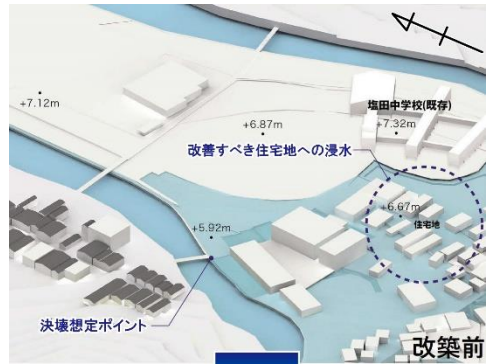 塩田中学校(既存)
+7.12m
+6.87m
+7.32m
改善すべき住宅地への浸水
+6.67m
住宅地
+5.92m
決壊想定ポイント
改築前